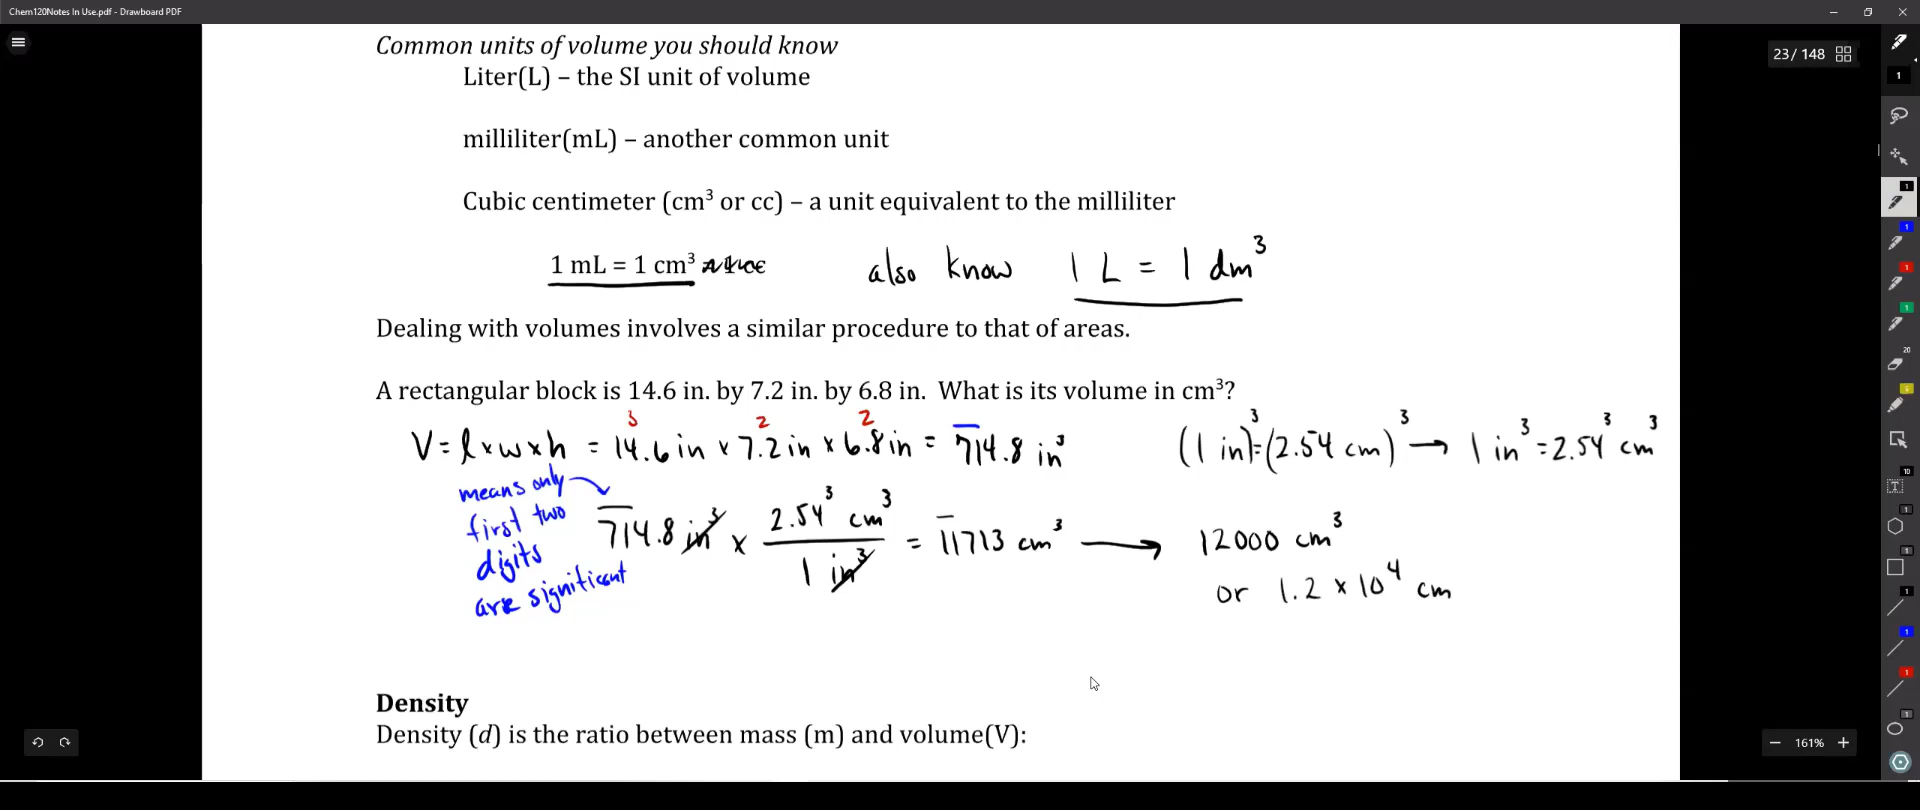 Chem120Notes In Use.pdf - Drawboard PDF
23 / 148
Common units of volume you should know
Liter(L) – the SI unit of volume
milliliter(mL) – another common unit
Cubic centimeter (cm³ or cc) – a unit equivalent to the milliliter
1 mL = 1 cm³
also know 1 L = 1 dm³
Dealing with volumes involves a similar procedure to that of areas.
A rectangular block is 14.6 in. by 7.2 in. by 6.8 in. What is its volume in cm³?
3 2 2
V = l × w × h = 14.6 in × 7.2 in × 6.8 in = 714.8 in³
(1 in)³ = (2.54 cm)³ → 1 in³ = 2.54³ cm³
means only
first two
digits
are significant
714.8 in³ × 2.54³ cm³ / 1 in³ = 11713 cm³ → 12000 cm³
or 1.2 × 10⁴ cm
Density
Density (d) is the ratio between mass (m) and volume(V):
161%